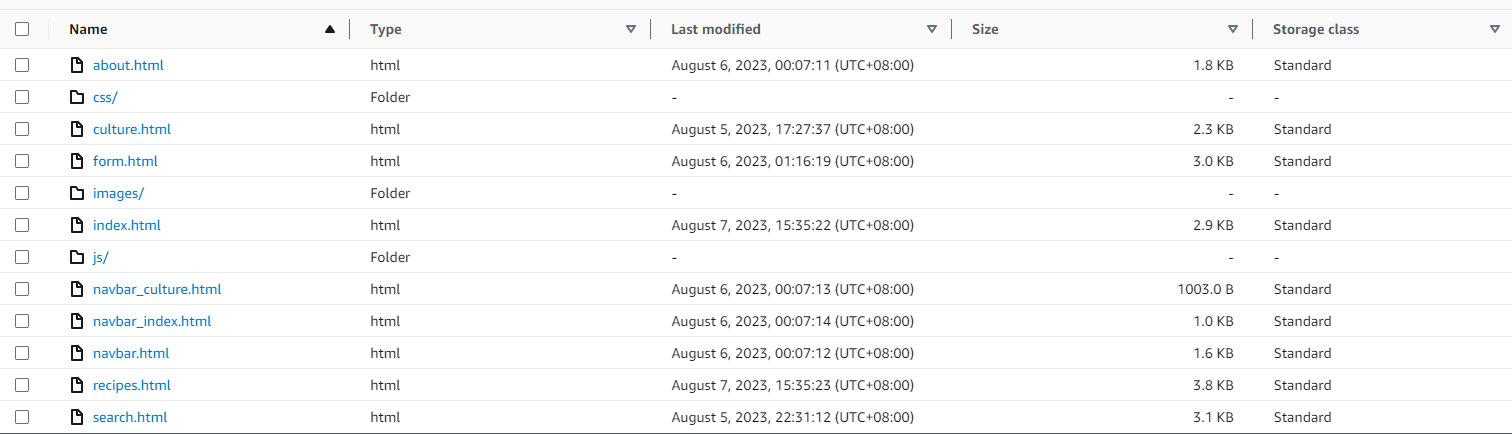 Name Type Last modified Size Storage class
about.html html August 6, 2023, 00:07:11 (UTC+08:00) 1.8 KB Standard
css/ Folder - - -
culture.html html August 5, 2023, 17:27:37 (UTC+08:00) 2.3 KB Standard
form.html html August 6, 2023, 01:16:19 (UTC+08:00) 3.0 KB Standard
images/ Folder - - -
index.html html August 7, 2023, 15:35:22 (UTC+08:00) 2.9 KB Standard
js/ Folder - - -
navbar_culture.html html August 6, 2023, 00:07:13 (UTC+08:00) 1003.0 B Standard
navbar_index.html html August 6, 2023, 00:07:14 (UTC+08:00) 1.0 KB Standard
navbar.html html August 6, 2023, 00:07:12 (UTC+08:00) 1.6 KB Standard
recipes.html html August 7, 2023, 15:35:23 (UTC+08:00) 3.8 KB Standard
search.html html August 5, 2023, 22:31:12 (UTC+08:00) 3.1 KB Standard